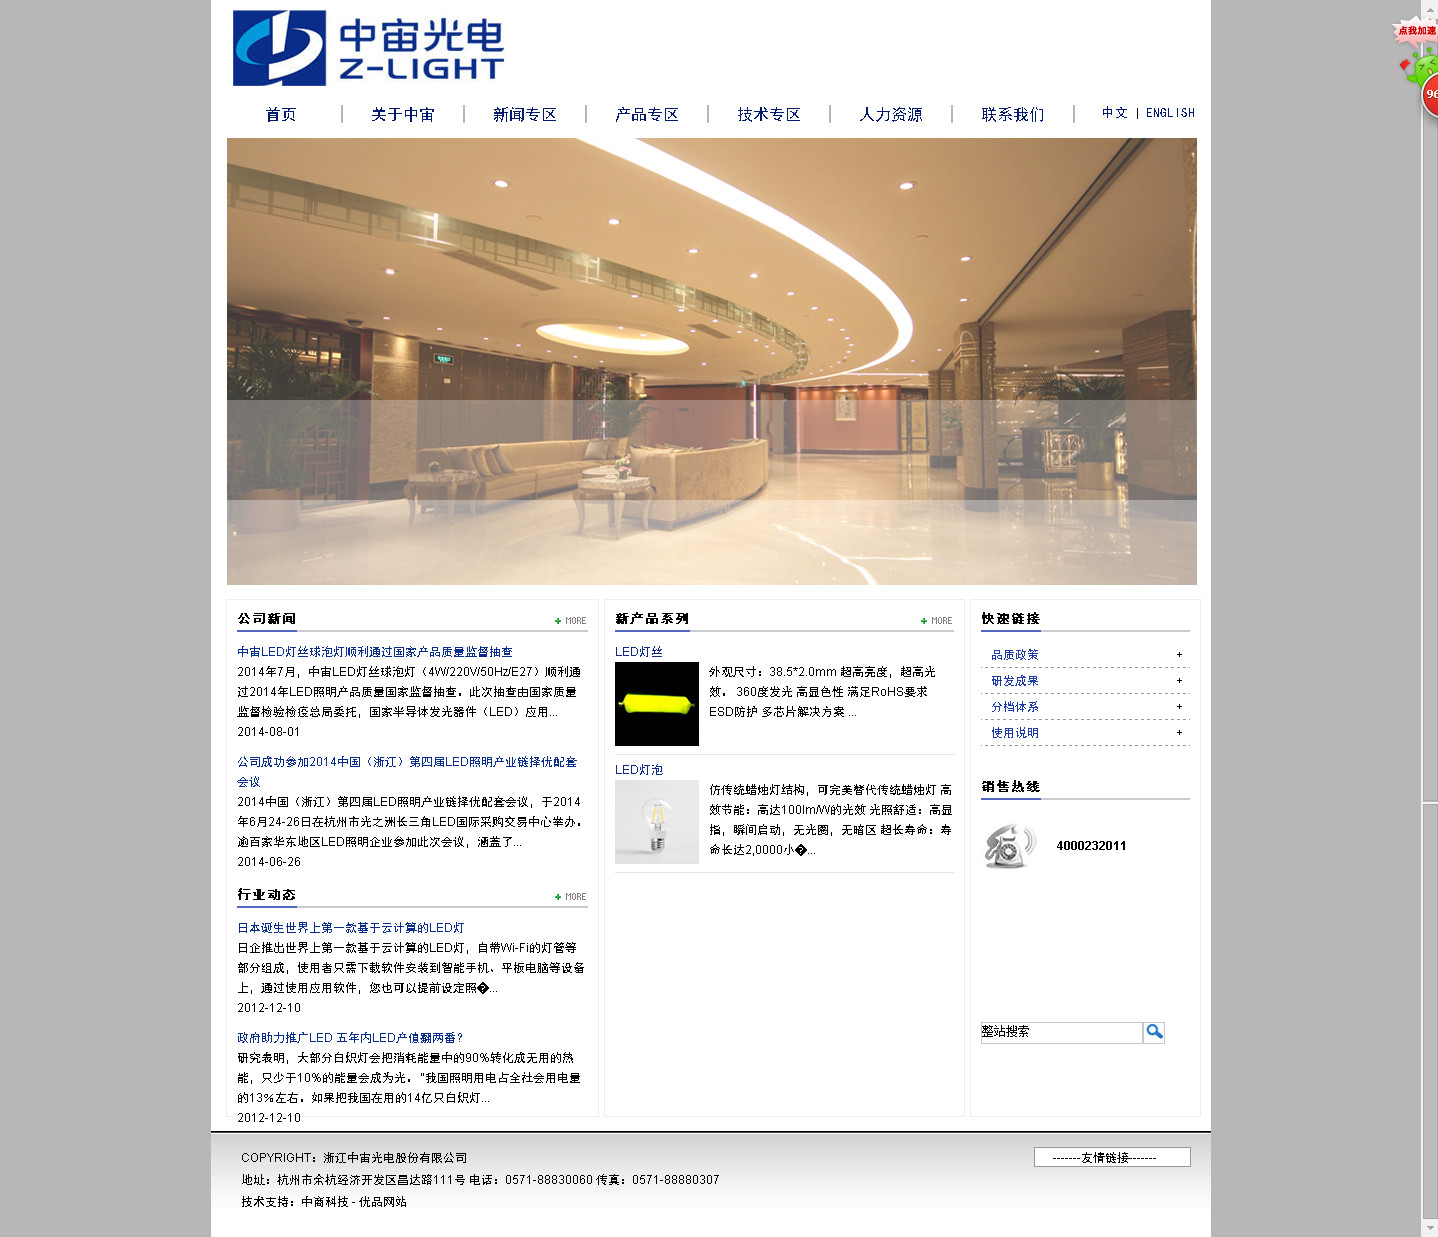 中宙光电
Z-LIGHT
点我加速
96
首页
关于中宙
新闻专区
产品专区
技术专区
人力资源
联系我们
中文 | ENGLISH
公司新闻
MORE
中宙LED灯丝球泡灯顺利通过国家产品质量监督抽查
2014年7月，中宙LED灯丝球泡灯（4W/220V/50Hz/E27）顺利通
过2014年LED照明产品质量国家监督抽查。此次抽查由国家质量
监督检验检疫总局委托，国家半导体发光器件（LED）应用...
2014-08-01
公司成功参加2014中国（浙江）第四届LED照明产业链择优配套
会议
2014中国（浙江）第四届LED照明产业链择优配套会议，于2014
年6月24-26日在杭州市光之洲长三角LED国际采购交易中心举办。
逾百家华东地区LED照明企业参加此次会议，涵盖了...
2014-06-26
行业动态
MORE
日本诞生世界上第一款基于云计算的LED灯
日企推出世界上第一款基于云计算的LED灯，自带Wi-Fi的灯管等
部分组成，使用者只需下载软件安装到智能手机、平板电脑等设备
上，通过使用应用软件，您也可以提前设定照�...
2012-12-10
政府助力推广LED 五年内LED产值翻两番?
研究表明，大部分白炽灯会把消耗能量中的90%转化成无用的热
能，只少于10%的能量会成为光。 "我国照明用电占全社会用电量
的13%左右。如果把我国在用的14亿只白炽灯...
2012-12-10
新产品系列
MORE
LED灯丝
外观尺寸：38.5*2.0mm 超高亮度，超高光
效。 360度发光 高显色性 满足RoHS要求
ESD防护 多芯片解决方案 ...
LED灯泡
仿传统蜡烛灯结构，可完美替代传统蜡烛灯 高
效节能：高达100lm/W的光效 光照舒适：高显
指，瞬间启动，无光圈，无暗区 超长寿命：寿
命长达2,0000小�...
快速链接
品质政策 +
研发成果 +
分档体系 +
使用说明 +
销售热线
4000232011
整站搜索
COPYRIGHT：浙江中宙光电股份有限公司
地址：杭州市余杭经济开发区昌达路111号 电话：0571-88830060 传真：0571-88880307
技术支持：中商科技 - 优品网站
-------友情链接-------